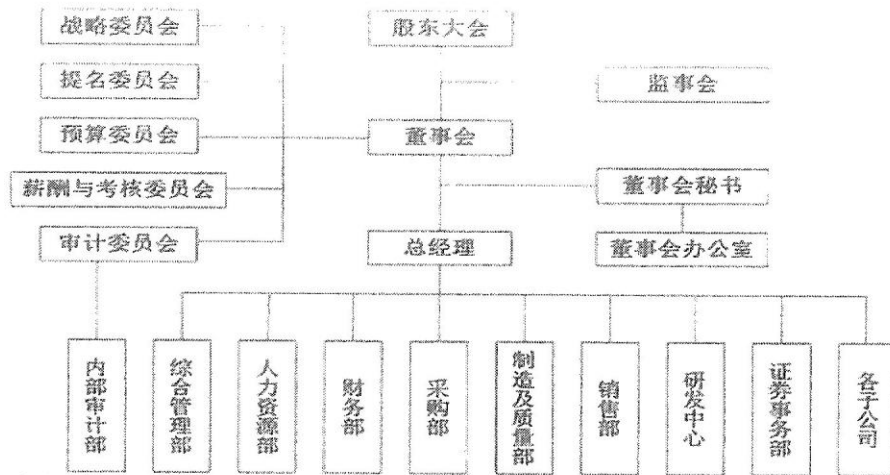 战略委员会
股东大会
提名委员会
监事会
预算委员会
董事会
薪酬与考核委员会
董事会秘书
审计委员会
总经理
董事会办公室
内部审计部
综合管理部
人力资源部
财务部
采购部
制造及质量部
销售部
研发中心
证券事务部
各子公司